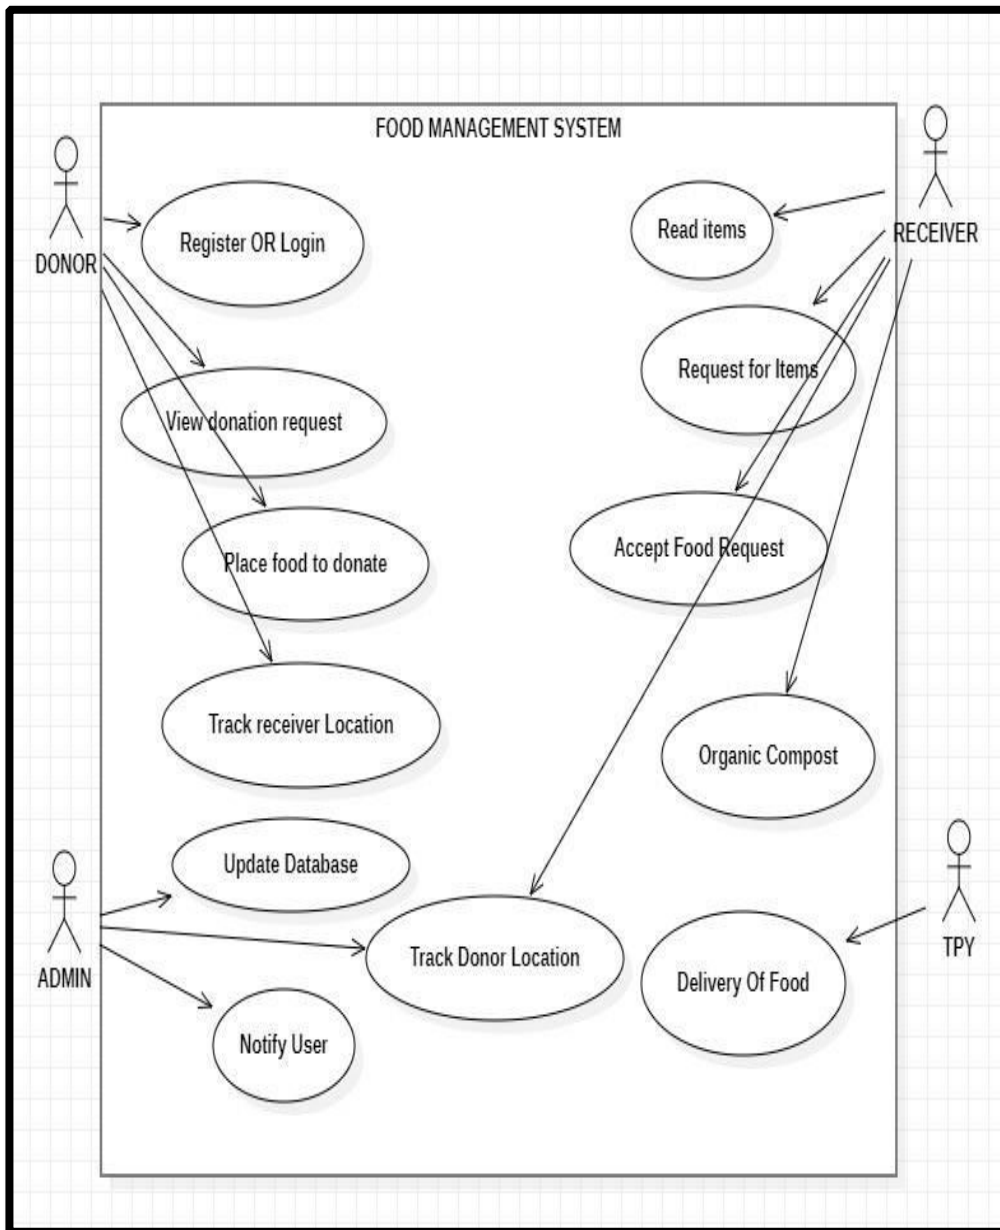 FOOD MANAGEMENT SYSTEM
DONOR
RECEIVER
Register OR Login
Read items
View donation request
Request for Items
Place food to donate
Accept Food Request
Track receiver Location
Organic Compost
Update Database
ADMIN
Track Donor Location
Delivery Of Food
TPY
Notify User